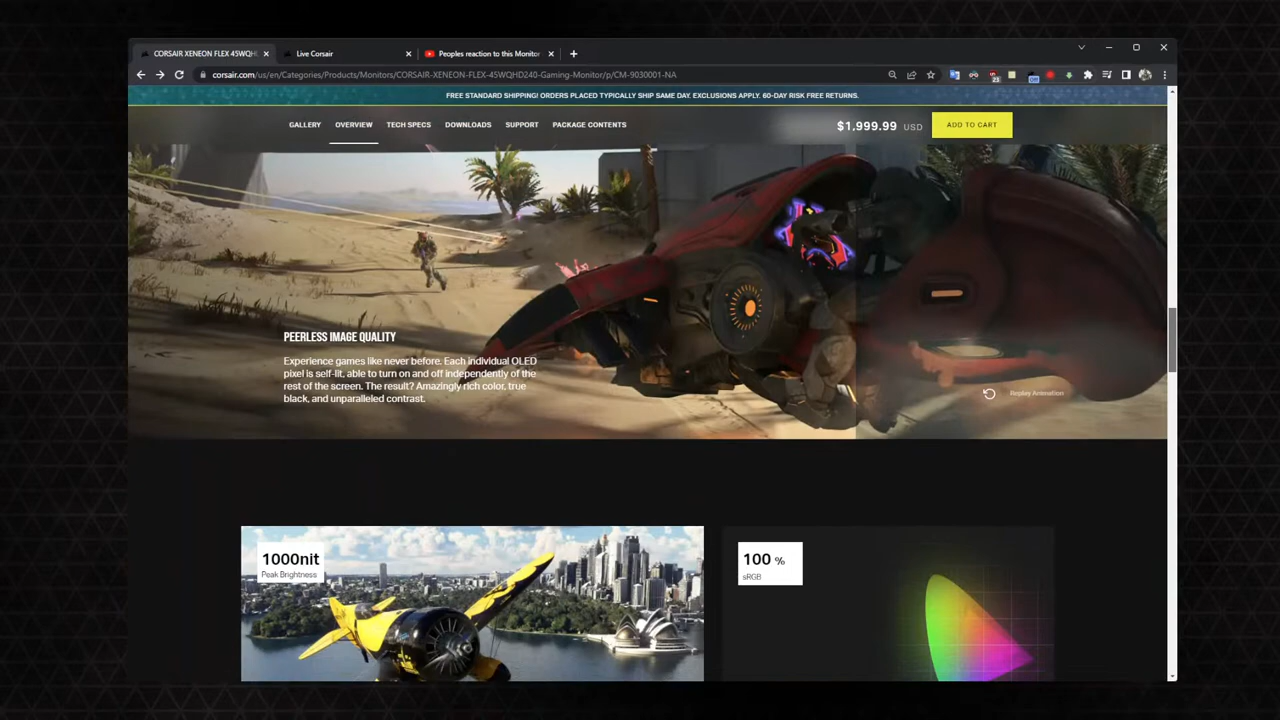 CORSAIR XENEON FLEX 45WQHD
Live Corsair
Peoples reaction to this Monitor
corsair.com/us/en/Categories/Products/Monitors/CORSAIR-XENEON-FLEX-45WQHD240-Gaming-Monitor/p/CM-9030001-NA
FREE STANDARD SHIPPING! ORDERS PLACED TYPICALLY SHIP SAME DAY. EXCLUSIONS APPLY. 60-DAY RISK FREE RETURNS.
GALLERY OVERVIEW TECH SPECS DOWNLOADS SUPPORT PACKAGE CONTENTS
$1,999.99 USD ADD TO CART
PEERLESS IMAGE QUALITY
Experience games like never before. Each individual OLED
pixel is self-lit, able to turn on and off independently of the
rest of the screen. The result? Amazingly rich color, true
black, and unparalleled contrast.
Replay Animation
1000nit
Peak Brightness
100 %
sRGB